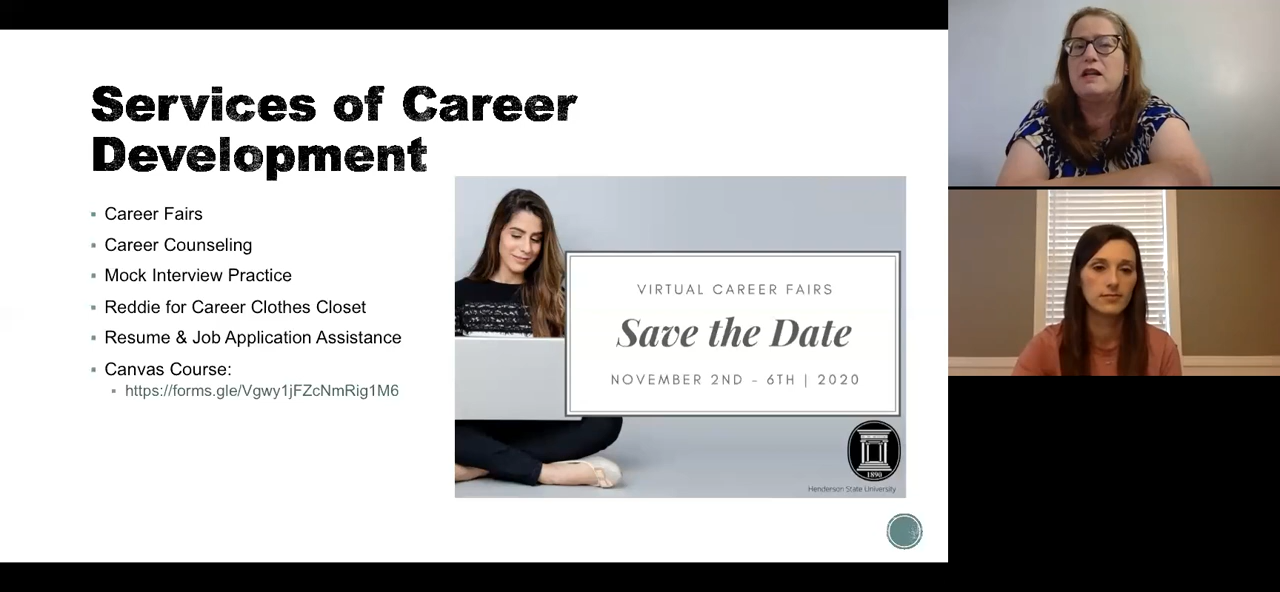 Services of Career
Development
Career Fairs
Career Counseling
Mock Interview Practice
Reddie for Career Clothes Closet
Resume & Job Application Assistance
Canvas Course:
https://forms.gle/Vgwy1jFZcNmRig1M6
VIRTUAL CAREER FAIRS
Save the Date
NOVEMBER 2ND - 6TH | 2020
1890
Henderson State University